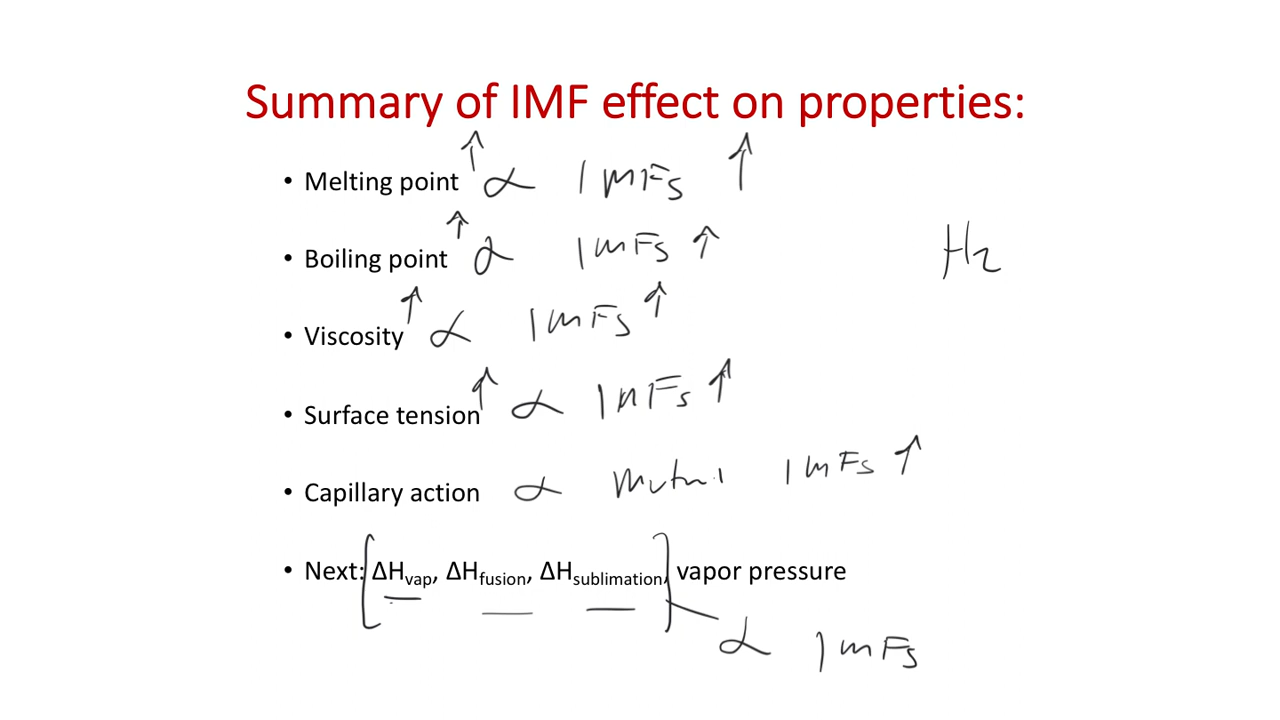 Summary of IMF effect on properties:
• Melting point ↑ α IMFs ↑
• Boiling point ↑ α IMFs ↑
H2
• Viscosity ↑ α IMFs ↑
• Surface tension ↑ α IMFs ↑
• Capillary action α IMFs ↑
• Next: [ΔHvap, ΔHfusion, ΔHsublimation,] vapor pressure
α IMFs